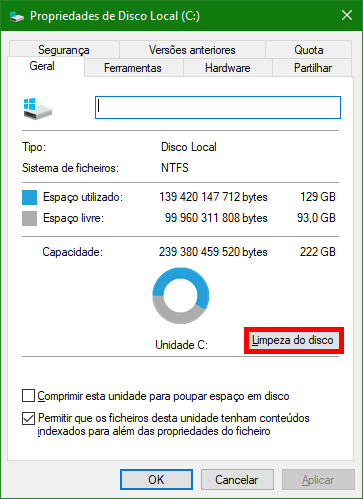 Propriedades de Disco Local (C:)
Segurança Versões anteriores Quota
Geral Ferramentas Hardware Partilhar
Tipo: Disco Local
Sistema de ficheiros: NTFS
Espaço utilizado: 139 420 147 712 bytes 129 GB
Espaço livre: 99 960 311 808 bytes 93,0 GB
Capacidade: 239 380 459 520 bytes 222 GB
Unidade C: Limpeza do disco
Comprimir esta unidade para poupar espaço em disco
Permitir que os ficheiros desta unidade tenham conteúdos
indexados para além das propriedades do ficheiro
OK Cancelar Aplicar